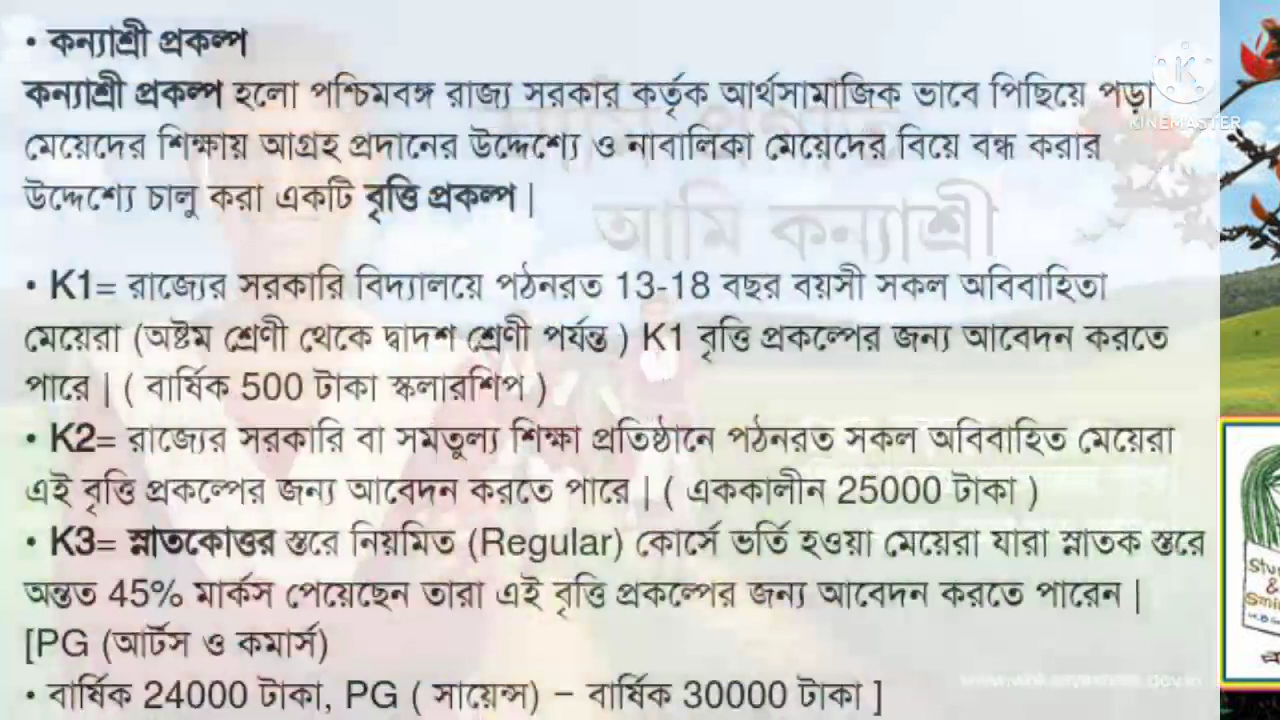 • কন্যাশ্রী প্রকল্প
কন্যাশ্রী প্রকল্প হলো পশ্চিমবঙ্গ রাজ্য সরকার কর্তৃক আর্থসামাজিক ভাবে পিছিয়ে পড়া
KINEMASTER
মেয়েদের শিক্ষায় আগ্রহ প্রদানের উদ্দেশ্যে ও নাবালিকা মেয়েদের বিয়ে বন্ধ করার
উদ্দেশ্যে চালু করা একটি বৃত্তি প্রকল্প |
আমি কন্যাশ্রী
• K1= রাজ্যের সরকারি বিদ্যালয়ে পঠনরত 13-18 বছর বয়সী সকল অবিবাহিতা
মেয়েরা (অষ্টম শ্রেণী থেকে দ্বাদশ শ্রেণী পর্যন্ত ) K1 বৃত্তি প্রকল্পের জন্য আবেদন করতে
পারে | ( বার্ষিক 500 টাকা স্কলারশিপ )
• K2= রাজ্যের সরকারি বা সমতুল্য শিক্ষা প্রতিষ্ঠানে পঠনরত সকল অবিবাহিত মেয়েরা
এই বৃত্তি প্রকল্পের জন্য আবেদন করতে পারে | ( এককালীন 25000 টাকা )
• K3= স্নাতকোত্তর স্তরে নিয়মিত (Regular) কোর্সে ভর্তি হওয়া মেয়েরা যারা স্নাতক স্তরে
অন্তত 45% মার্কস পেয়েছেন তারা এই বৃত্তি প্রকল্পের জন্য আবেদন করতে পারেন |
[PG (আর্টস ও কমার্স)
• বার্ষিক 24000 টাকা, PG ( সায়েন্স) – বার্ষিক 30000 টাকা ]
&